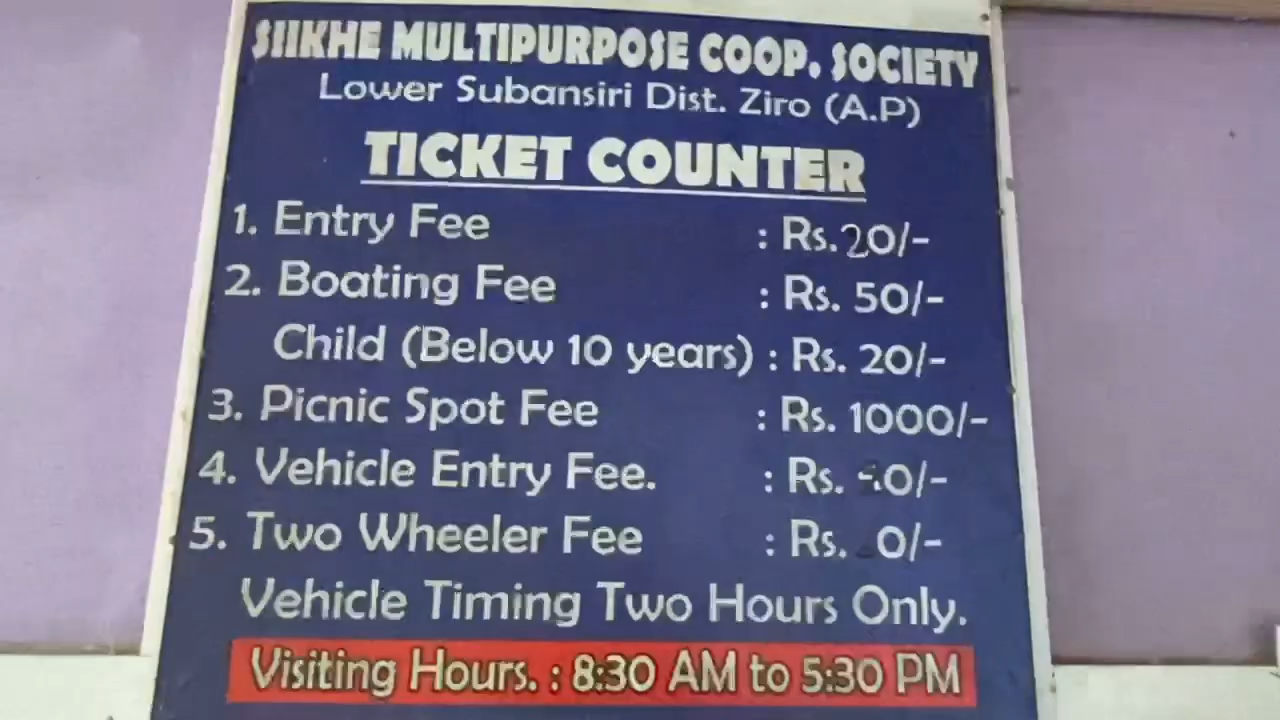 SIIKHE MULTIPURPOSE COOP. SOCIETY
Lower Subansiri Dist. Ziro (A.P)
TICKET COUNTER
1. Entry Fee : Rs. 20/-
2. Boating Fee : Rs. 50/-
Child (Below 10 years) : Rs. 20/-
3. Picnic Spot Fee : Rs. 1000/-
4. Vehicle Entry Fee. : Rs.
5. Two Wheeler Fee : Rs.
Vehicle Timing Two Hours Only.
Visiting Hours. : 8:30 AM to 5:30 PM